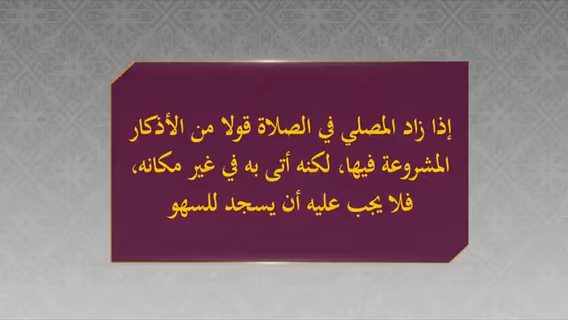 إذا زاد المصلي في الصلاة قولا من الأذكار
المشروعة فيها، لكنه أتى به في غير مكانه،
فلا يجب عليه أن يسجد للسهو